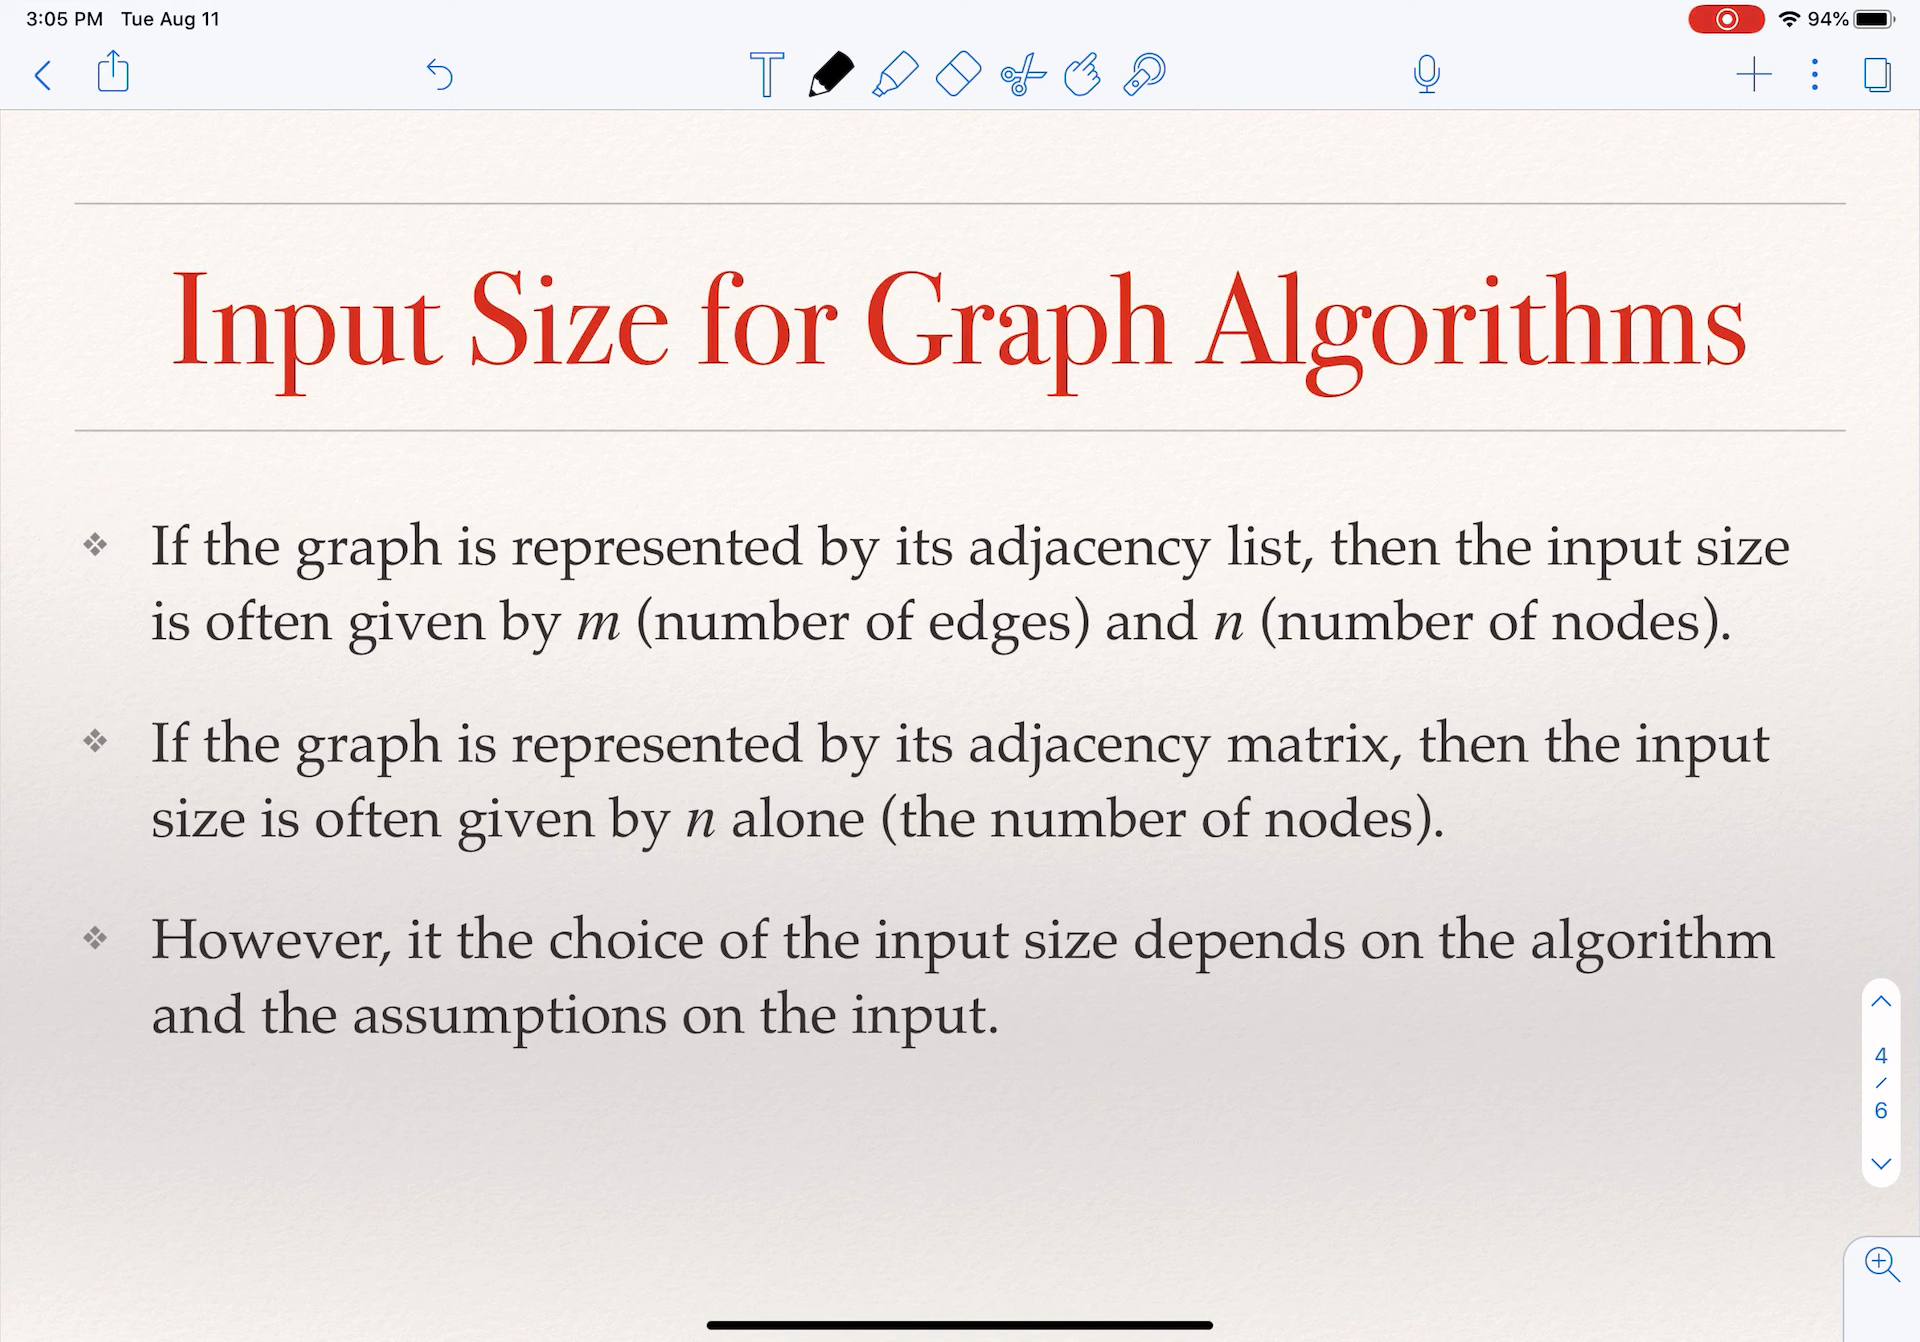 3:05 PM Tue Aug 11
94%
Input Size for Graph Algorithms
If the graph is represented by its adjacency list, then the input size
is often given by m (number of edges) and n (number of nodes).
If the graph is represented by its adjacency matrix, then the input
size is often given by n alone (the number of nodes).
However, it the choice of the input size depends on the algorithm
and the assumptions on the input.
4
/
6